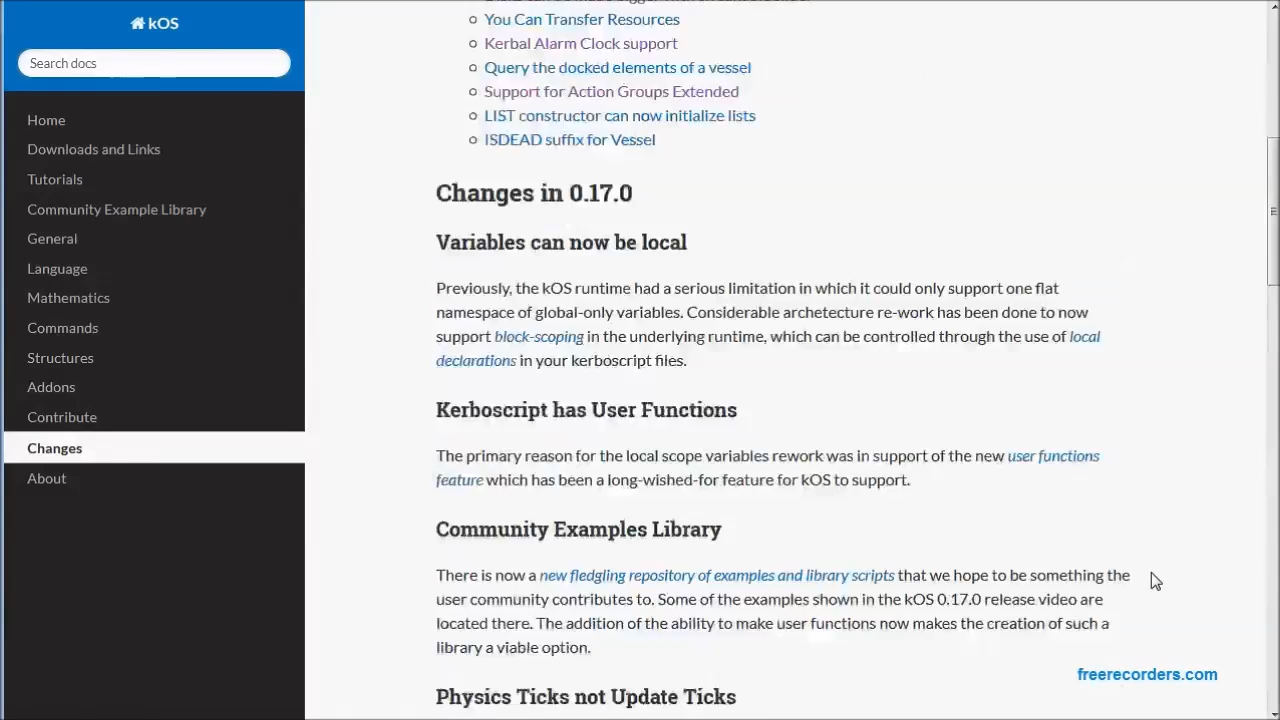 kOS
Search docs
Home
Downloads and Links
Tutorials
Community Example Library
General
Language
Mathematics
Commands
Structures
Addons
Contribute
Changes
About
You Can Transfer Resources
Kerbal Alarm Clock support
Query the docked elements of a vessel
Support for Action Groups Extended
LIST constructor can now initialize lists
ISDEAD suffix for Vessel
Changes in 0.17.0
Variables can now be local
Previously, the kOS runtime had a serious limitation in which it could only support one flat
namespace of global-only variables. Considerable archetecture re-work has been done to now
support block-scoping in the underlying runtime, which can be controlled through the use of local
declarations in your kerboscript files.
Kerboscript has User Functions
The primary reason for the local scope variables rework was in support of the new user functions
feature which has been a long-wished-for feature for kOS to support.
Community Examples Library
There is now a new fledgling repository of examples and library scripts that we hope to be something the
user community contributes to. Some of the examples shown in the kOS 0.17.0 release video are
located there. The addition of the ability to make user functions now makes the creation of such a
library a viable option.
Physics Ticks not Update Ticks
freerecorders.com